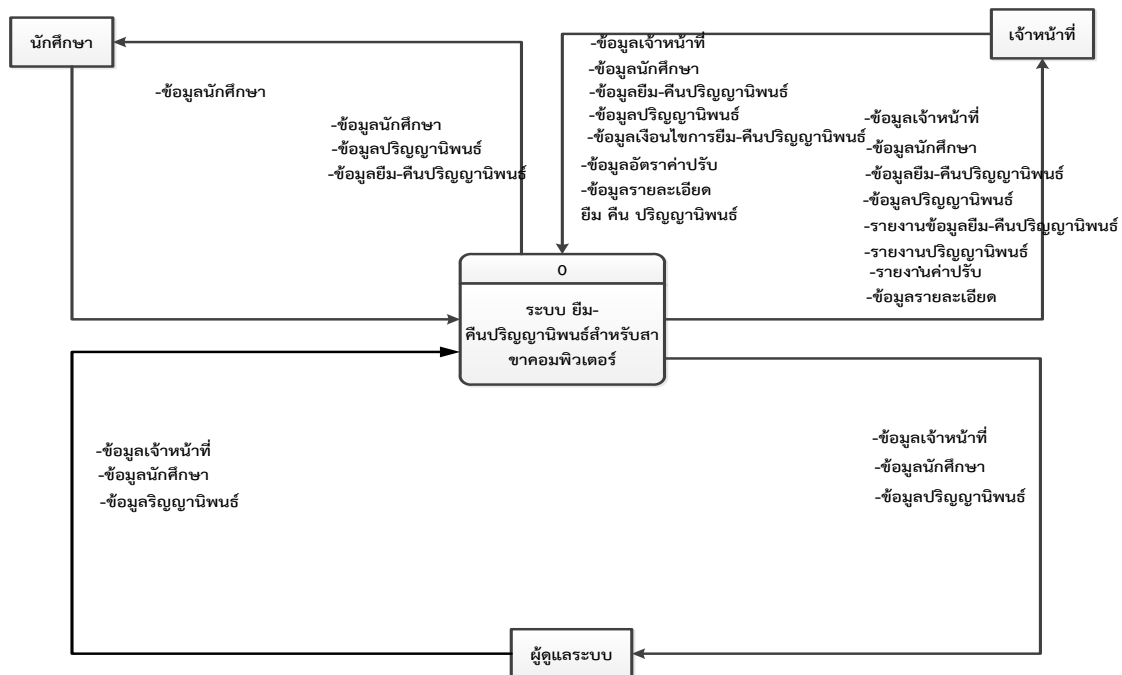 นักศึกษา
เจ้าหน้าที่
-ข้อมูลนักศึกษา
-ข้อมูลนักศึกษา
-ข้อมูลปริญญานิพนธ์
-ข้อมูลยืม-คืนปริญญานิพนธ์
-ข้อมูลเจ้าหน้าที่
-ข้อมูลนักศึกษา
-ข้อมูลยืม-คืนปริญญานิพนธ์
-ข้อมูลปริญญานิพนธ์
-ข้อมูลเงือนไขการยืม-คืนปริญญานิพนธ์
-ข้อมูลอัตราค่าปรับ
-ข้อมูลรายละเอียด
ยืม คืน ปริญญานิพนธ์
-ข้อมูลเจ้าหน้าที่
-ข้อมูลนักศึกษา
-ข้อมูลยืม-คืนปริญญานิพนธ์
-ข้อมูลปริญญานิพนธ์
-รายงานข้อมูลยืม-คืนปริญญานิพนธ์
-รายงานปริญญานิพนธ์
-รายงานค่าปรับ
-ข้อมูลรายละเอียด
0
ระบบ ยืม-
คืนปริญญานิพนธ์สำหรับสา
ขาคอมพิวเตอร์
-ข้อมูลเจ้าหน้าที่
-ข้อมูลนักศึกษา
-ข้อมูลริญญานิพนธ์
-ข้อมูลเจ้าหน้าที่
-ข้อมูลนักศึกษา
-ข้อมูลปริญญานิพนธ์
ผู้ดูแลระบบ